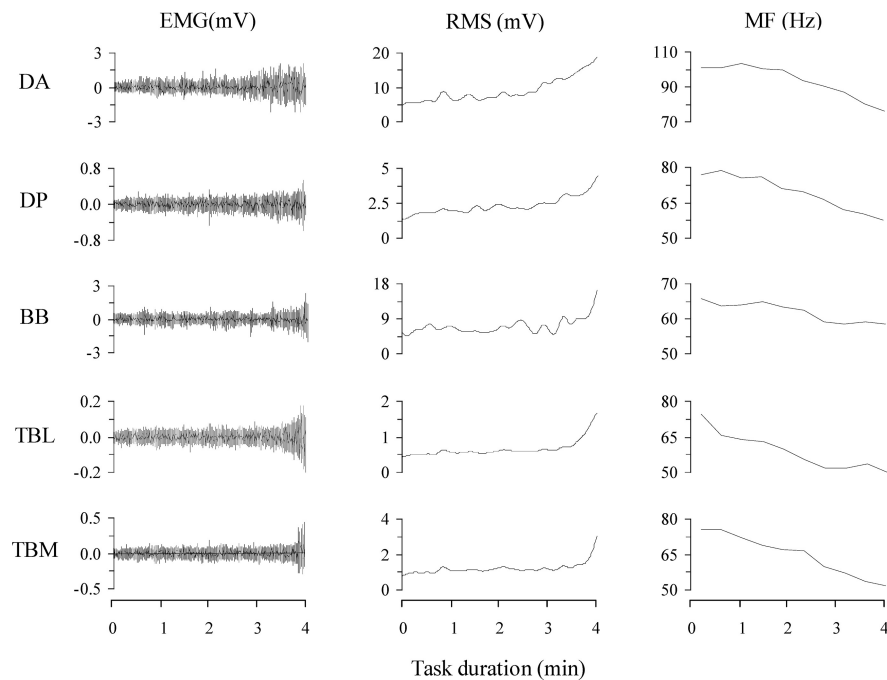 EMG(mV) RMS (mV) MF (Hz)
DA 3 0 -3 20 10 0 110 90 70
DP 0.8 0.0 -0.8 5 2.5 0 80 65 50
BB 3 0 -3 18 9 0 70 60 50
TBL 0.2 0.0 -0.2 2 1 0 80 65 50
TBM 0.5 0.0 -0.5 4 2 0 80 65 50
0 1 2 3 4 0 1 2 3 4 0 1 2 3 4
Task duration (min)